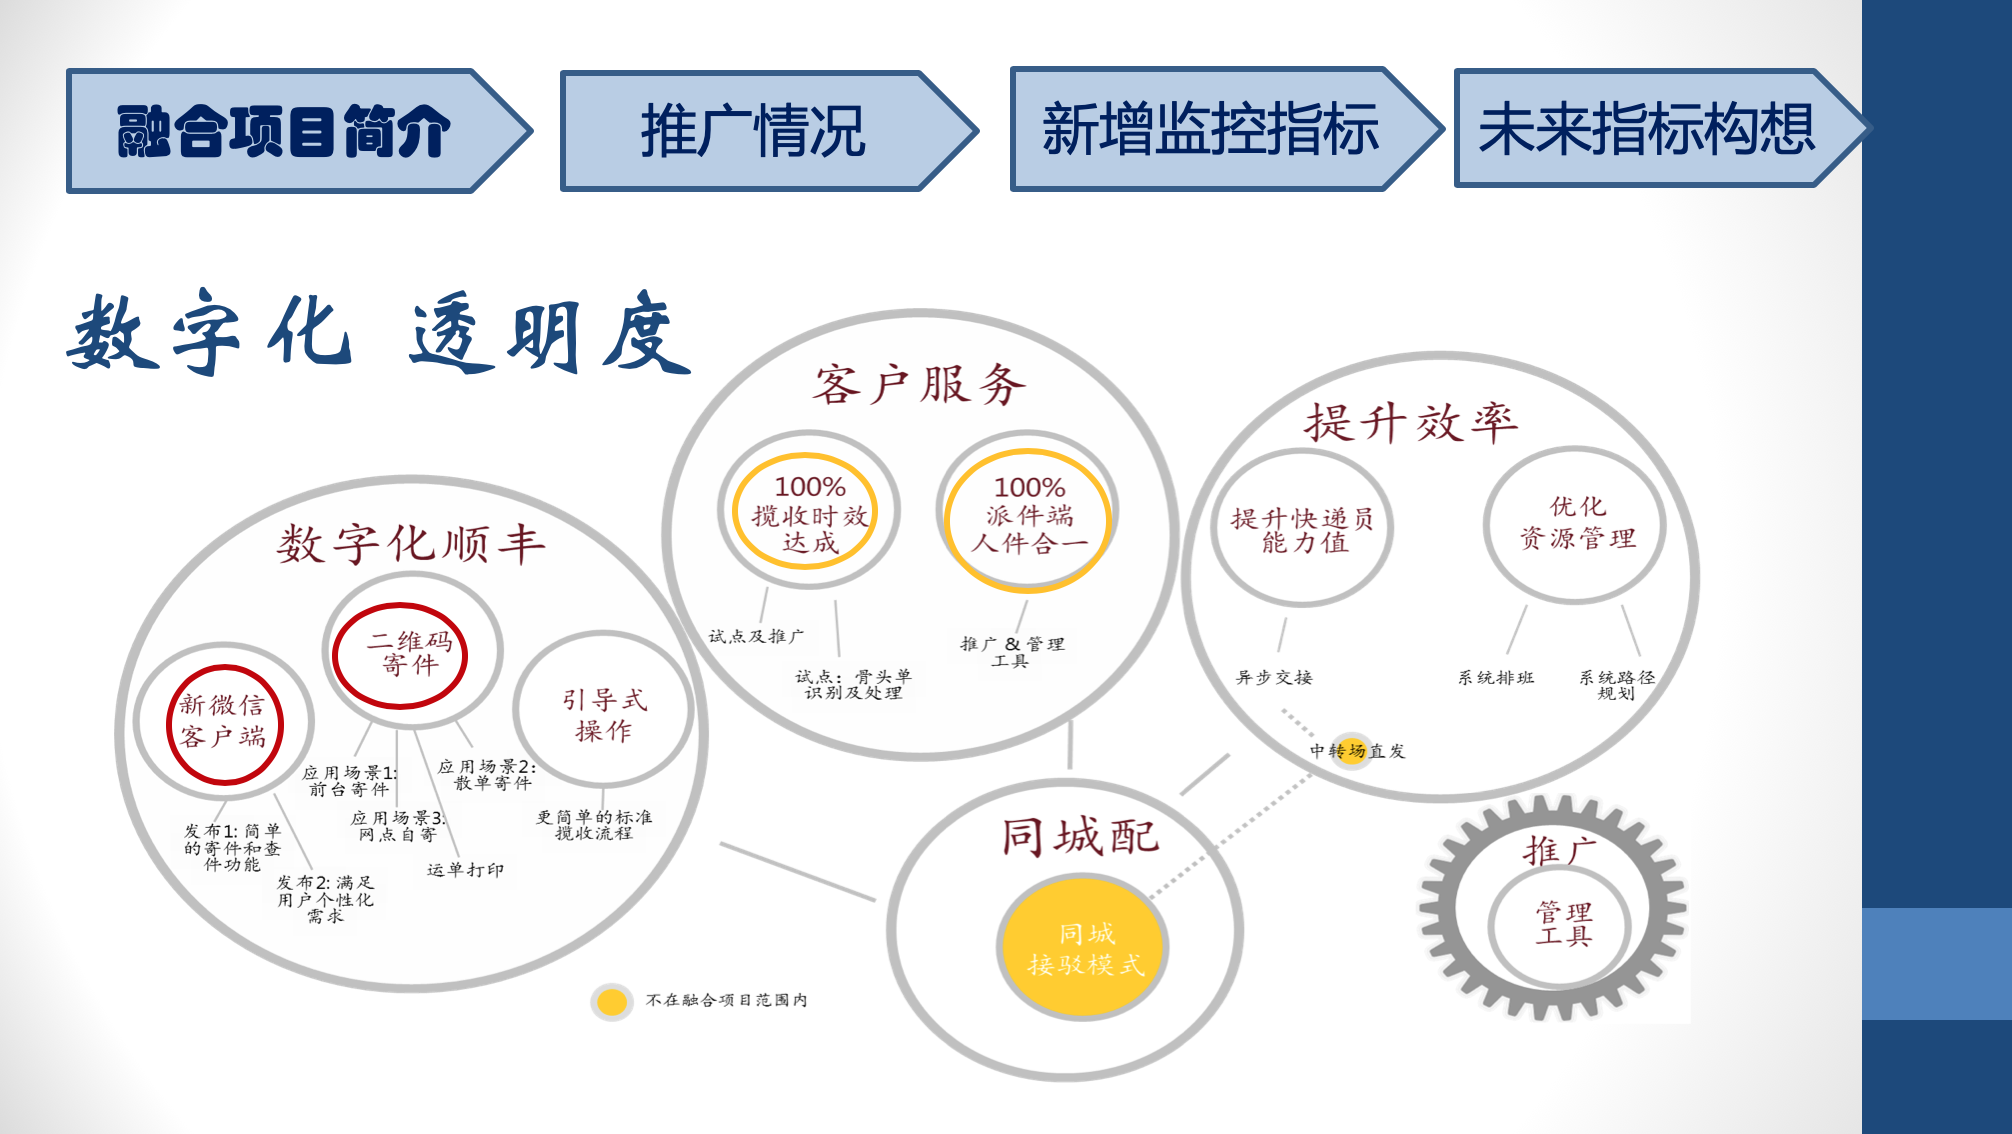 融合项目简介
推广情况
新增监控指标
未来指标构想
数字化 透明度
客户服务
100%
揽收时效
达成
100%
派件端
人件合一
试点及推广
试点：骨头单
识别及处理
推广 & 管理
工具
提升效率
提升快递员
能力值
优化
资源管理
异步交接
系统排班
系统路径
规划
中转场直发
数字化顺丰
新微信
客户端
二维码
寄件
引导式
操作
应用场景1:
前台寄件
应用场景2:
散单寄件
应用场景3:
网点自寄
运单打印
更简单的标准
揽收流程
发布1: 简单
的寄件和查
件功能
发布2: 满足
用户个性化
需求
同城配
同城
接驳模式
推广
管理
工具
不在融合项目范围内